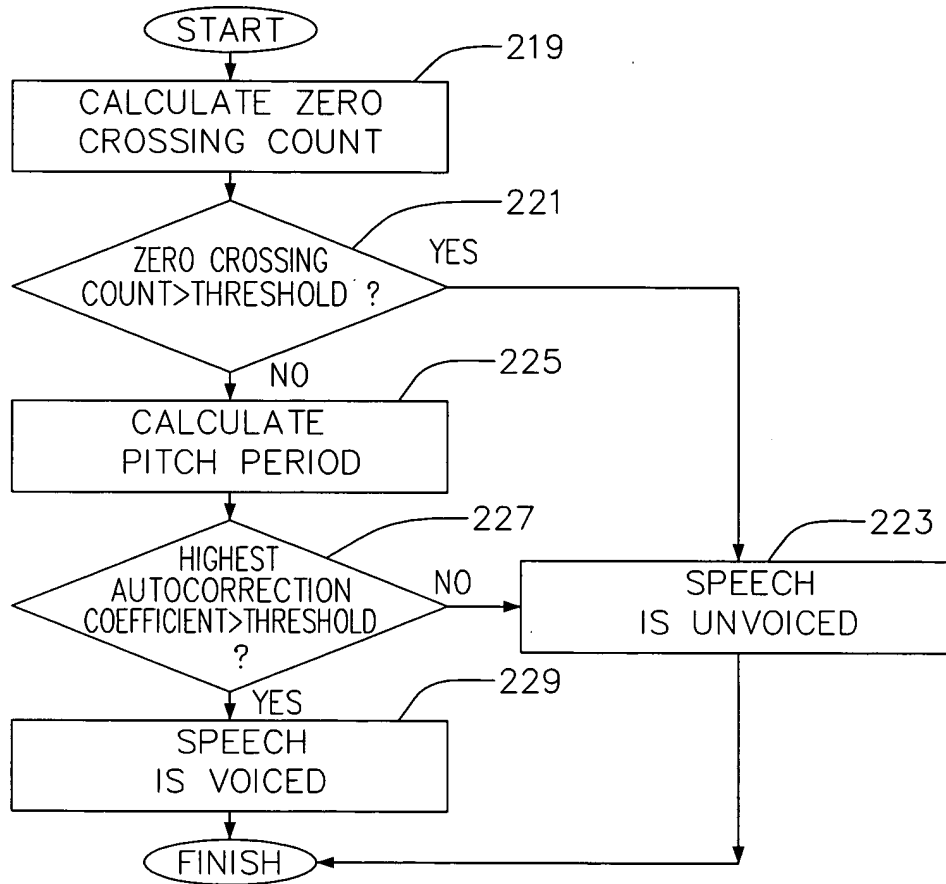 START
219
CALCULATE ZERO
CROSSING COUNT
221
ZERO CROSSING
COUNT>THRESHOLD ?
YES
NO
225
CALCULATE
PITCH PERIOD
227
HIGHEST
AUTOCORRECTION
COEFFICIENT>THRESHOLD
?
NO
223
SPEECH
IS UNVOICED
YES
229
SPEECH
IS VOICED
FINISH